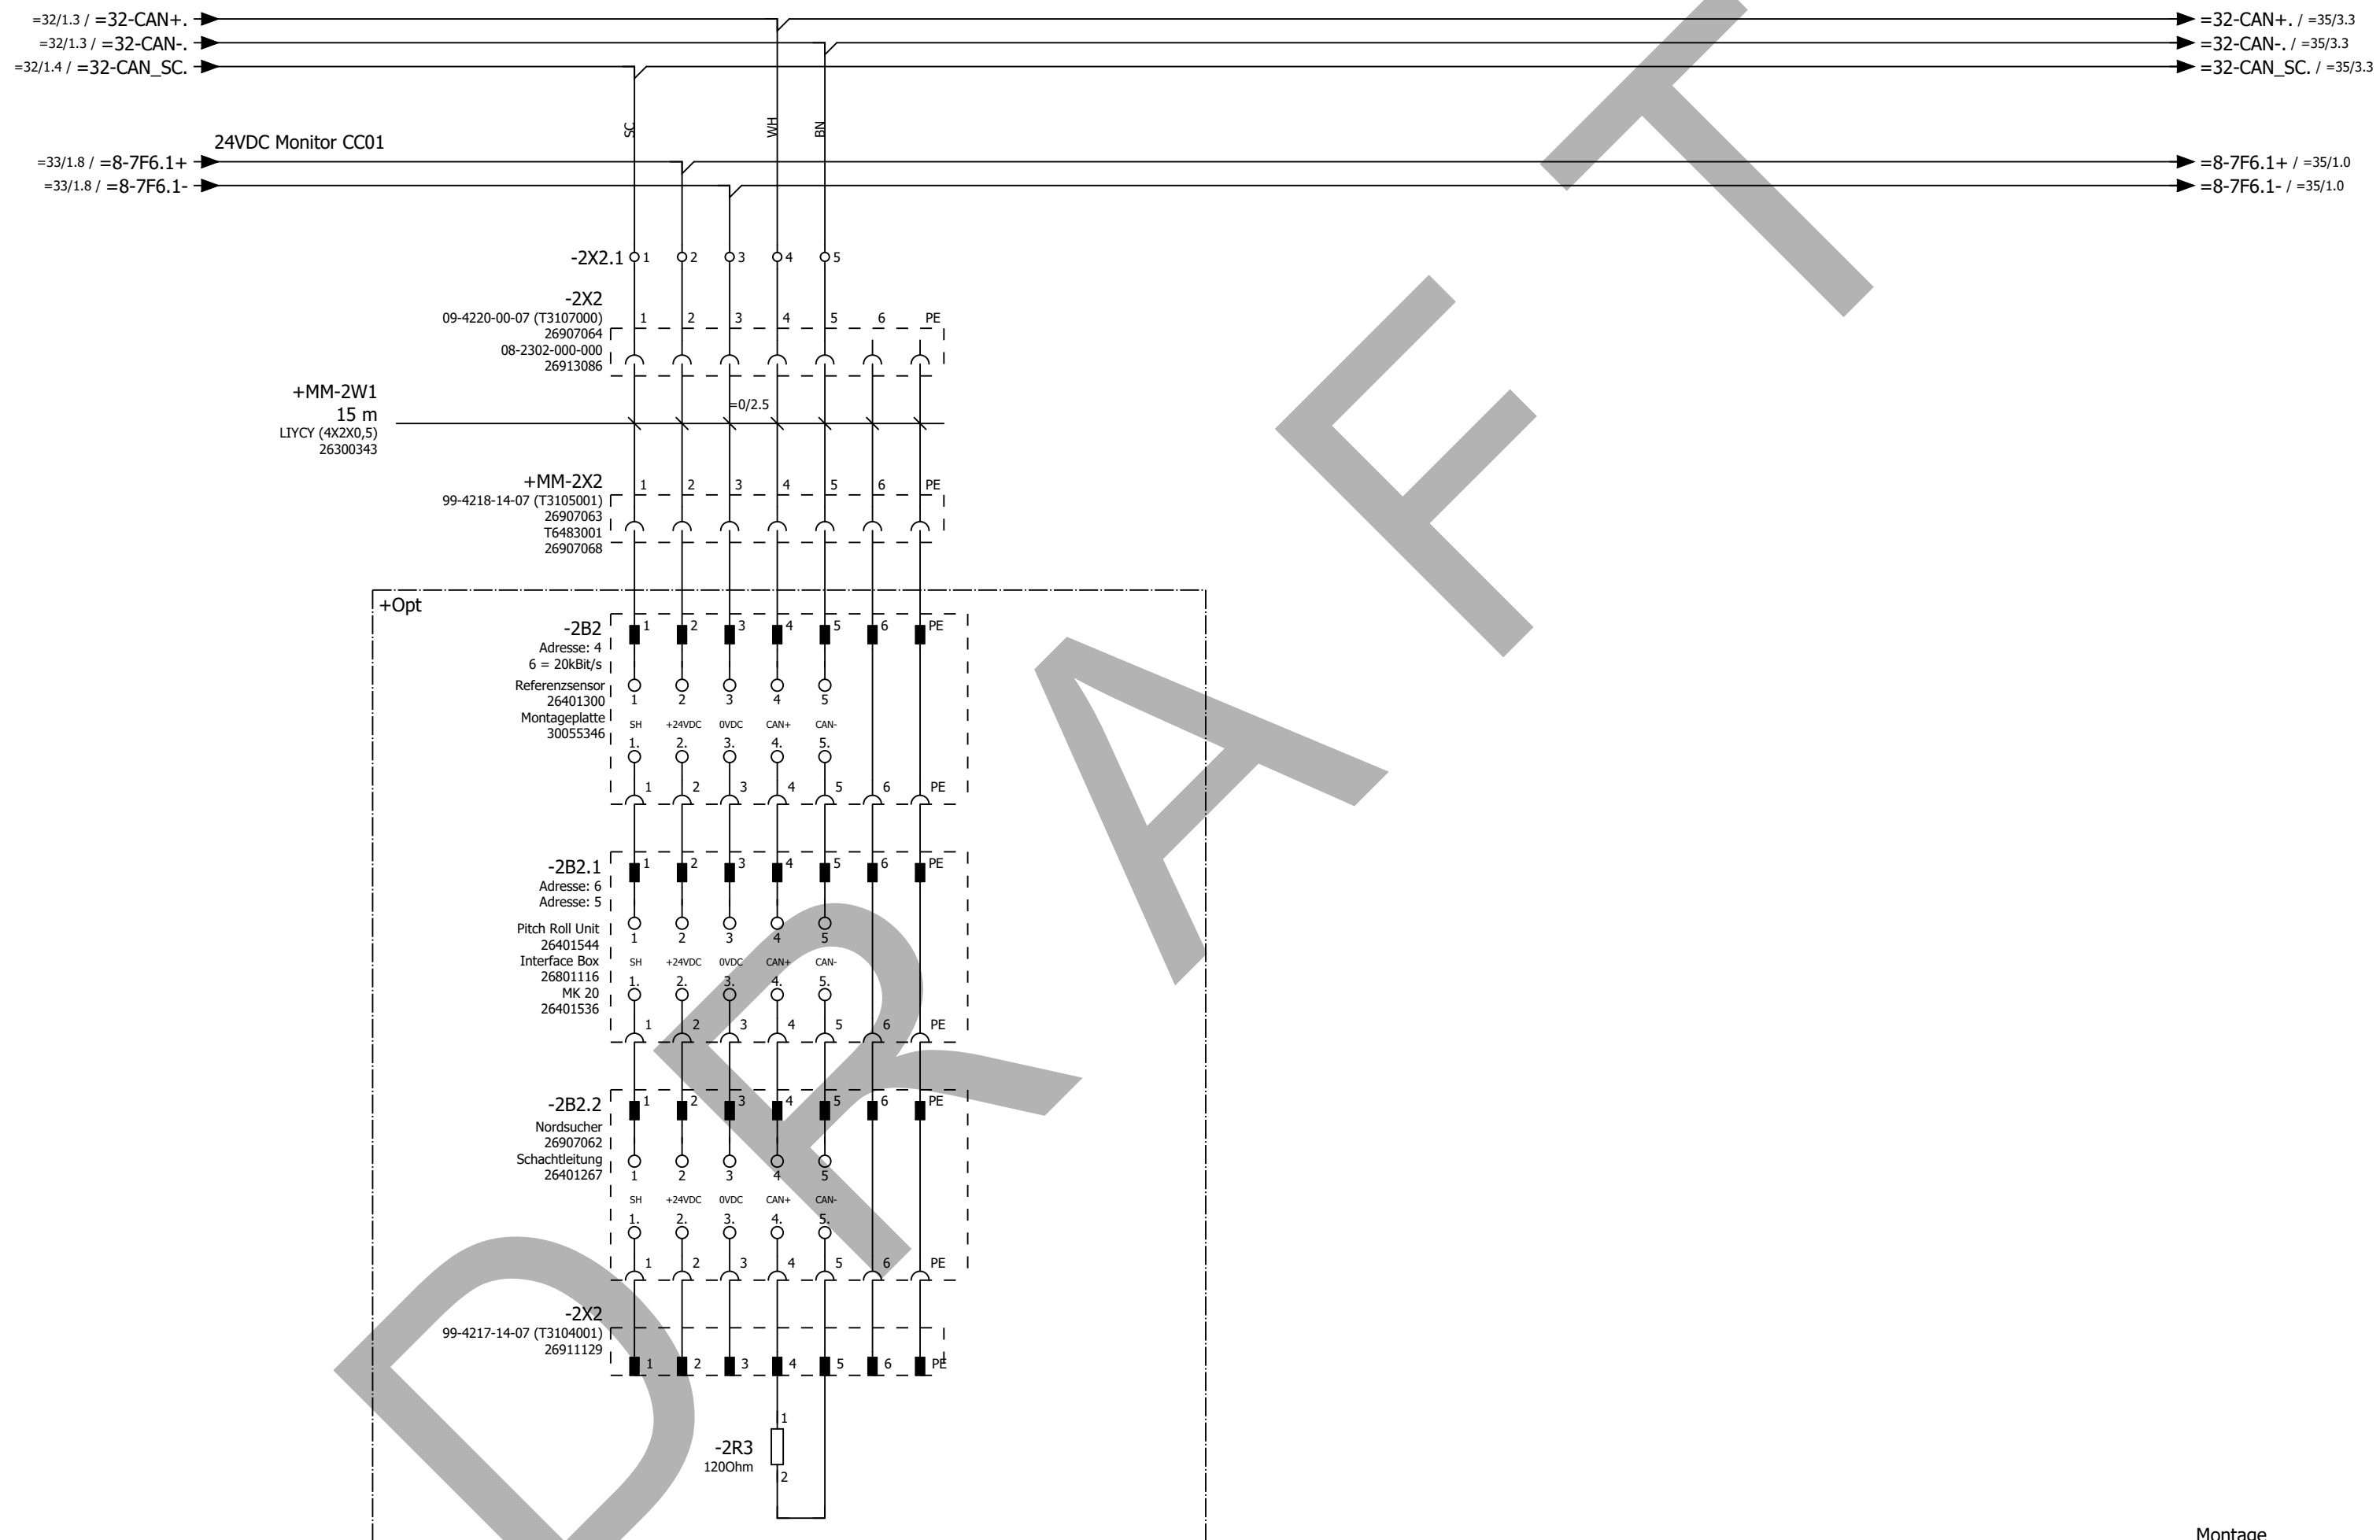 =32/1.3 / =32-CAN+.
=32-CAN+. / =35/3.3
=32/1.3 / =32-CAN-.
=32-CAN-. / =35/3.3
=32/1.4 / =32-CAN_SC.
=32-CAN_SC. / =35/3.3
SC
WH
BN
24VDC Monitor CC01
=33/1.8 / =8-7F6.1+
=8-7F6.1+ / =35/1.0
=33/1.8 / =8-7F6.1-
=8-7F6.1- / =35/1.0
-2X2.1 1 2 3 4 5
-2X2
09-4220-00-07 (T3107000)
26907064
08-2302-000-000
26913086
1 2 3 4 5 6 PE
+MM-2W1
15 m
LIYCY (4X2X0,5)
26300343
=0/2.5
+MM-2X2
99-4218-14-07 (T3105001)
26907063
T6483001
26907068
1 2 3 4 5 6 PE
+Opt
-2B2
Adresse: 4
6 = 20kBit/s
Referenzsensor
26401300
Montageplatte
30055346
1 2 3 4 5 6 PE
1 2 3 4 5
SH +24VDC 0VDC CAN+ CAN-
1. 2. 3. 4. 5.
1 2 3 4 5 6 PE
-2B2.1
Adresse: 6
Adresse: 5
Pitch Roll Unit
26401544
Interface Box
26801116
MK 20
26401536
1 2 3 4 5 6 PE
1 2 3 4 5
SH +24VDC 0VDC CAN+ CAN-
1. 2. 3. 4. 5.
1 2 3 4 5 6 PE
-2B2.2
Nordsucher
26907062
Schachtleitung
26401267
1 2 3 4 5 6 PE
1 2 3 4 5
SH +24VDC 0VDC CAN+ CAN-
1. 2. 3. 4. 5.
1 2 3 4 5 6 PE
-2X2
99-4217-14-07 (T3104001)
26911129
1 2 3 4 5 6 PE
-2R3
120Ohm
1
2
DRAFT
Montage